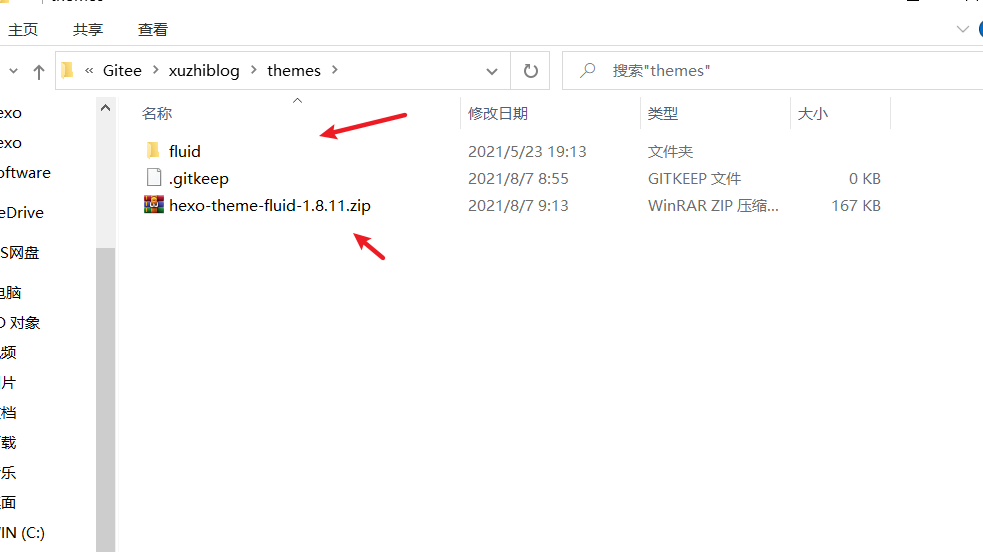 主页 共享 查看
« Gitee > xuzhiblog > themes > 搜索"themes"
名称 修改日期 类型 大小
fluid 2021/5/23 19:13 文件夹
.gitkeep 2021/8/7 8:55 GITKEEP 文件 0 KB
hexo-theme-fluid-1.8.11.zip 2021/8/7 9:13 WinRAR ZIP 压缩... 167 KB
exo
exo
oftware
eDrive
S网盘
电脑
D 对象
频
片
档
载
乐
面
IN (C:)